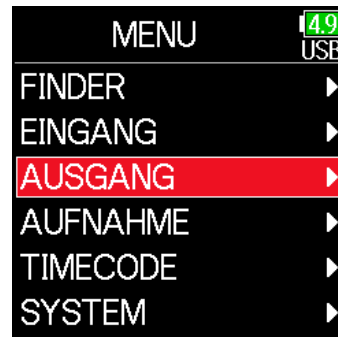 MENU
4.9
USB
FINDER
EINGANG
AUSGANG
AUFNAHME
TIMECODE
SYSTEM